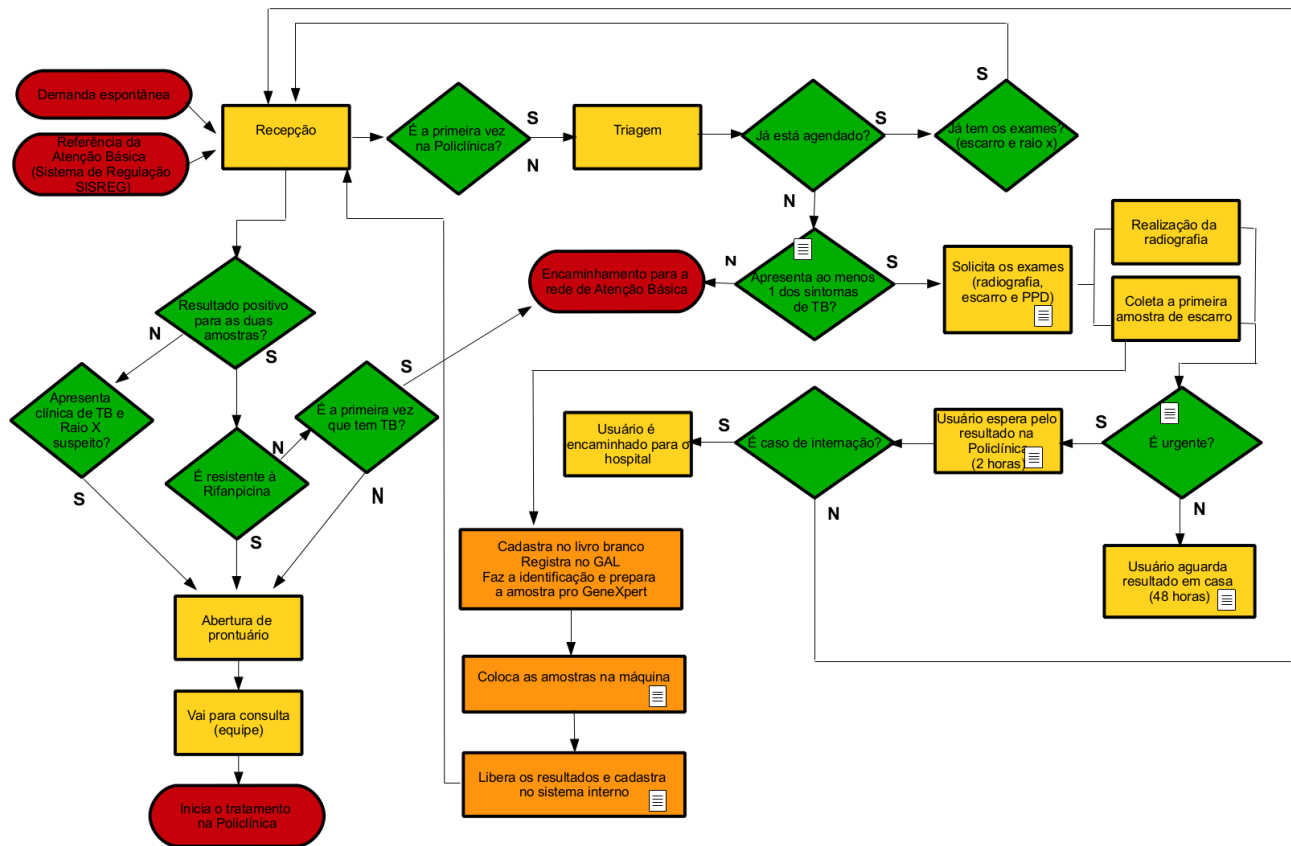 Demanda espontânea
Referência da
Atenção Básica
(Sistema de Regulação
SISREG)
Recepção
É a primeira vez
na Policlínica?
S
N
Triagem
Já está agendado?
S
N
Já tem os exames?
(escarro e raio x)
S
Apresenta ao menos
1 dos sintomas
de TB?
N
S
Encaminhamento para a
rede de Atenção Básica
Solicita os exames
(radiografia,
escarro e PPD)
Realização da
radiografia
Coleta a primeira
amostra de escarro
Resultado positivo
para as duas
amostras?
N
S
Apresenta
clínica de TB e
Raio X
suspeito?
S
É resistente à
Rifanpicina
N
S
É a primeira vez
que tem TB?
S
N
Usuário é
encaminhado para o
hospital
S
É caso de internação?
N
Usuário espera pelo
resultado na
Policlínica
(2 horas)
S
É urgente?
N
Usuário aguarda
resultado em casa
(48 horas)
Cadastra no livro branco
Registra no GAL
Faz a identificação e prepara
a amostra pro GeneXpert
Coloca as amostras na máquina
Libera os resultados e cadastra
no sistema interno
Abertura de
prontuário
Vai para consulta
(equipe)
Inicia o tratamento
na Policlínica